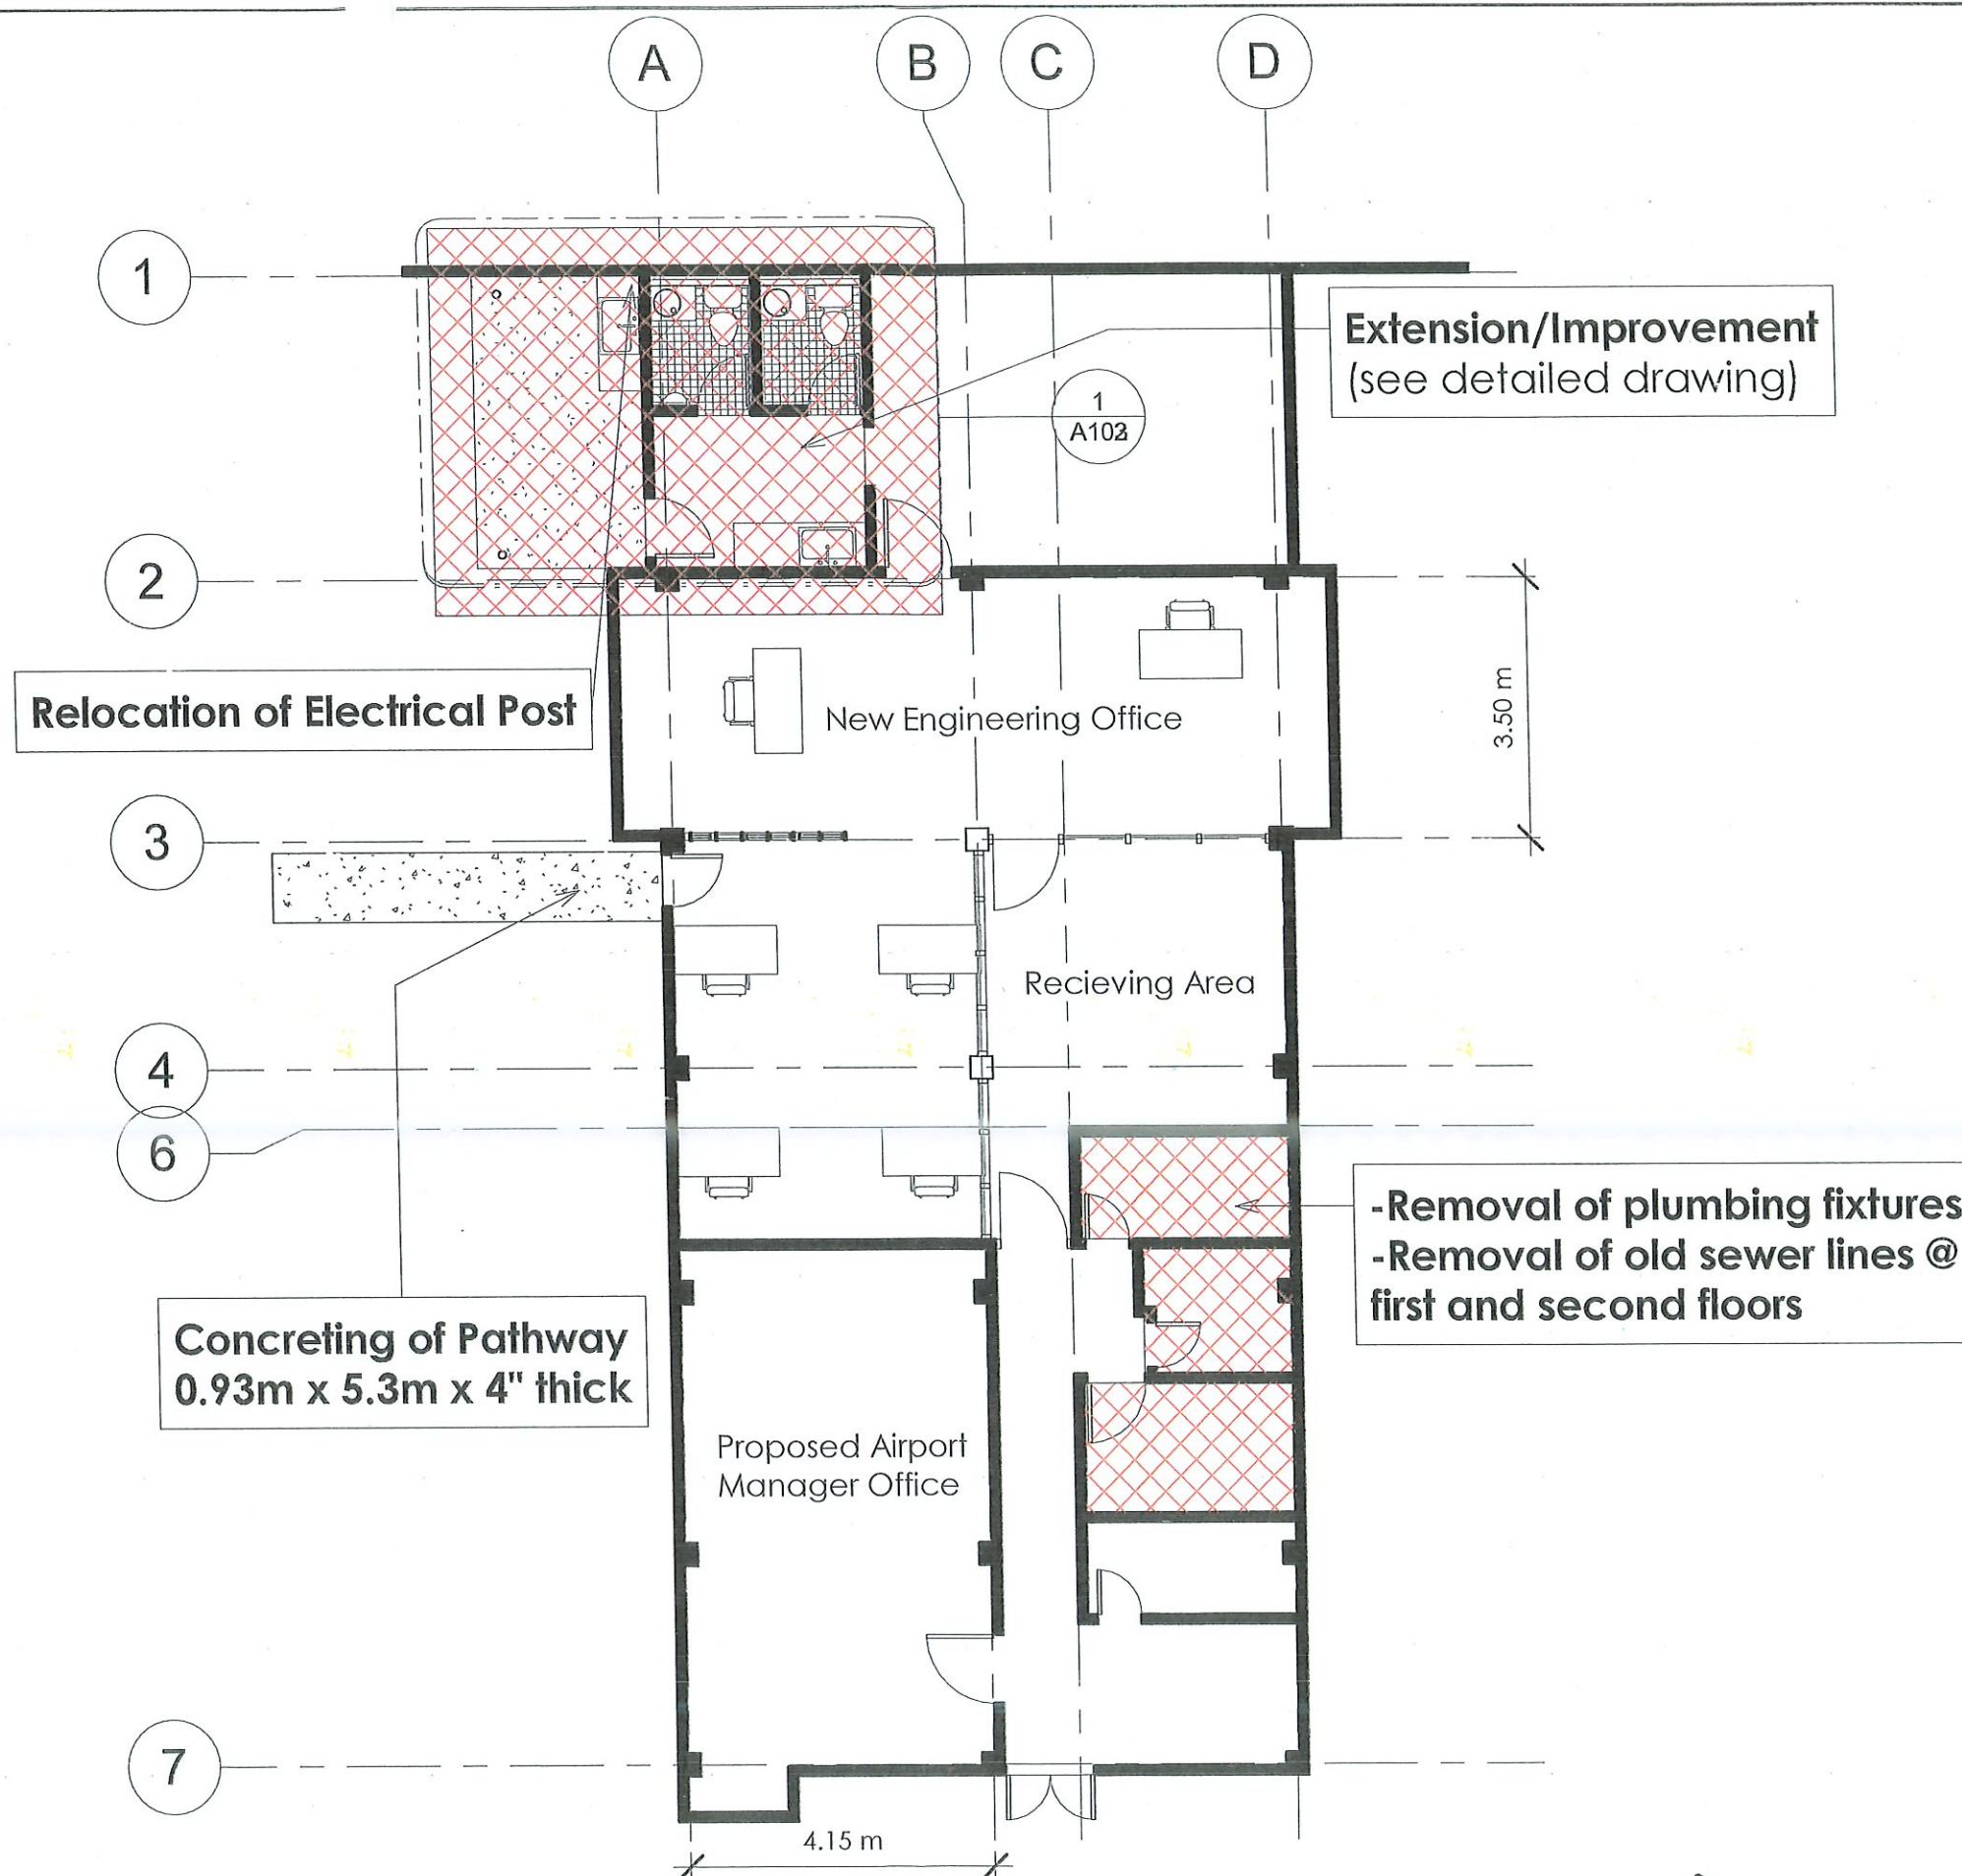 A
B
C
D
1
Extension/Improvement
(see detailed drawing)
1
2
Relocation of Electrical Post
New Engineering Office
3.50 m
3
Recieving Area
4
6
-Removal of plumbing fixtures
-Removal of old sewer lines @
first and second floors
Concreting of Pathway
0.93m x 5.3m x 4" thick
Proposed Airport
Manager Office
7
4.15 m